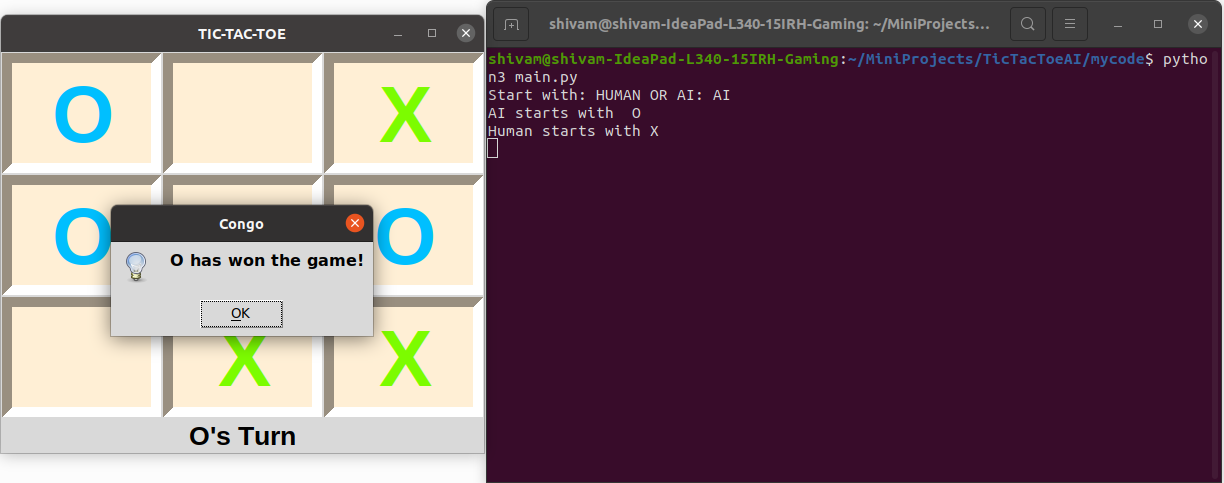 TIC-TAC-TOE
O X
O O
Congo
O has won the game!
OK
X X
O's Turn
shivam@shivam-IdeaPad-L340-15IRH-Gaming: ~/MiniProjects...
shivam@shivam-IdeaPad-L340-15IRH-Gaming:~/MiniProjects/TicTacToeAI/mycode$ pytho
n3 main.py
Start with: HUMAN OR AI: AI
AI starts with  O
Human starts with X